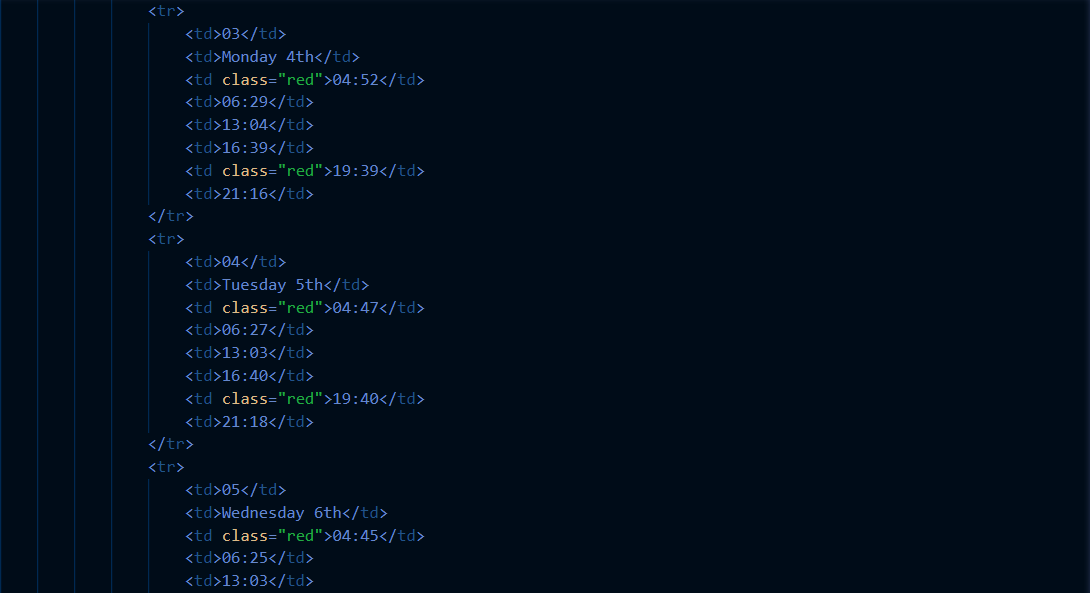 <tr>
<td>03</td>
<td>Monday 4th</td>
<td class="red">04:52</td>
<td>06:29</td>
<td>13:04</td>
<td>16:39</td>
<td class="red">19:39</td>
<td>21:16</td>
</tr>
<tr>
<td>04</td>
<td>Tuesday 5th</td>
<td class="red">04:47</td>
<td>06:27</td>
<td>13:03</td>
<td>16:40</td>
<td class="red">19:40</td>
<td>21:18</td>
</tr>
<tr>
<td>05</td>
<td>Wednesday 6th</td>
<td class="red">04:45</td>
<td>06:25</td>
<td>13:03</td>